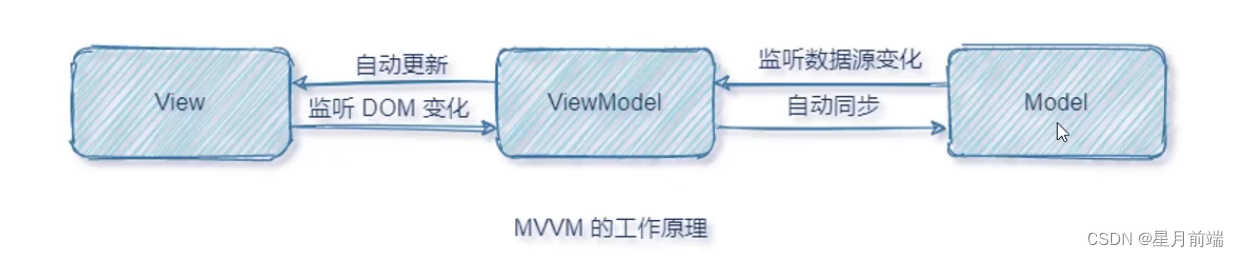 自动更新
监听数据源变化
View
监听 DOM 变化
ViewModel
自动同步
Model
MVVM 的工作原理
CSDN @星月前端